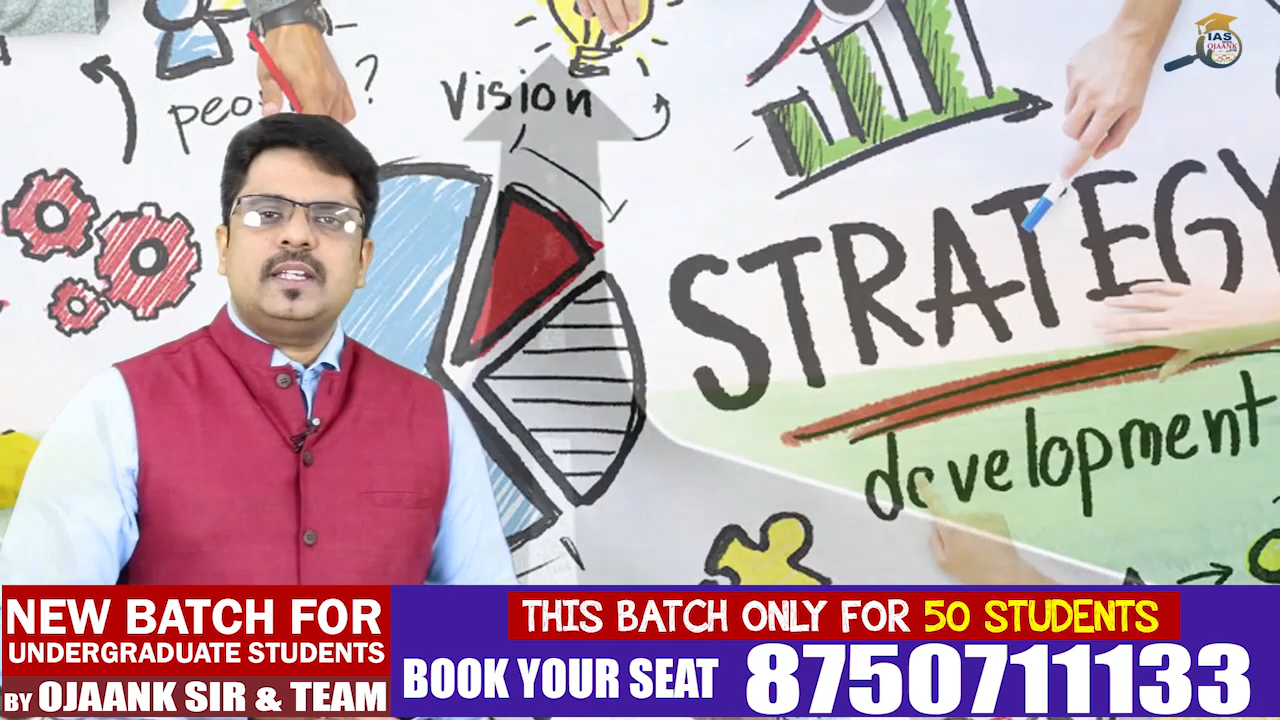 people ?
vision
IAS
OJAANK
STRATEGY
development
NEW BATCH FOR
UNDERGRADUATE STUDENTS
BY OJAANK SIR & TEAM
THIS BATCH ONLY FOR 50 STUDENTS
BOOK YOUR SEAT 8750711133